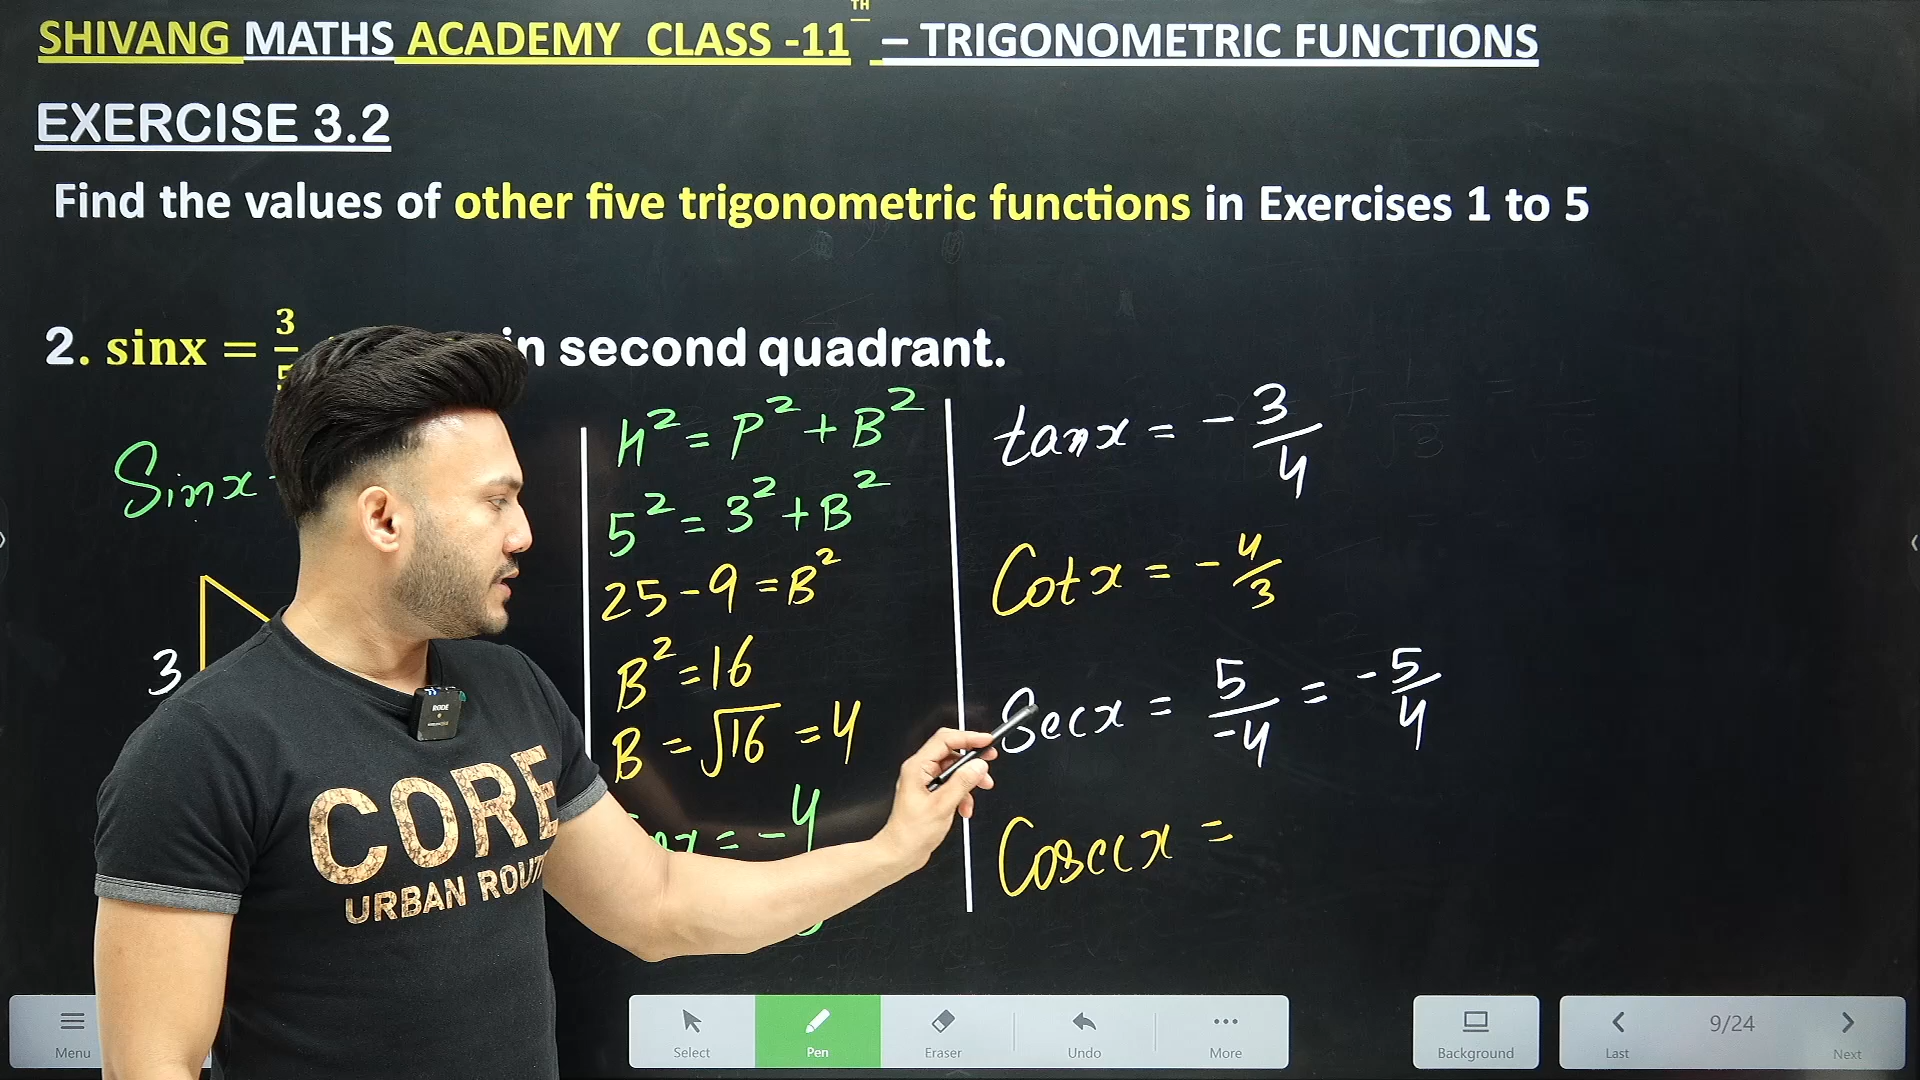 SHIVANG MATHS ACADEMY CLASS -11TH – TRIGONOMETRIC FUNCTIONS
EXERCISE 3.2
Find the values of other five trigonometric functions in Exercises 1 to 5
2. sinx = 3/5 in second quadrant.
Sinx
3
H² = P² + B²
5² = 3² + B²
25 - 9 = B²
B² = 16
B = √16 = 4
= -4
tanx = - 3/4
Cotx = - 4/3
Secx = 5/-4 = -5/4
Cosecx =
RODE
CORE
URBAN
Menu
Select
Pen
Eraser
Undo
More
Background
Last
9/24
Next